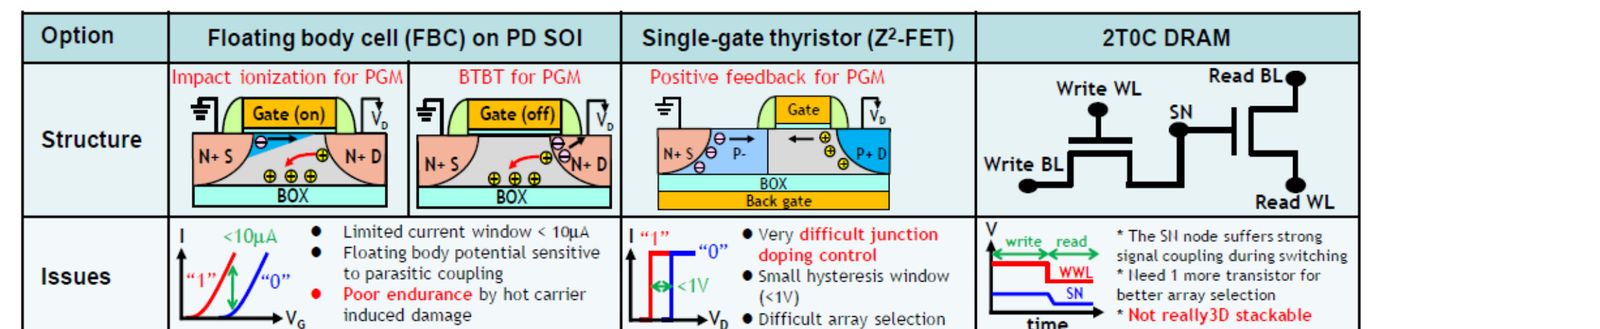 Option
Floating body cell (FBC) on PD SOI
Single-gate thyristor (Z²-FET)
2T0C DRAM
Structure
Impact ionization for PGM
Gate (on)
V_D
N+ S
N+ D
BOX
BTBT for PGM
Gate (off)
V_D
N+ S
N+ D
BOX
Positive feedback for PGM
Gate
V_D
N+ S
P-
P+ D
BOX
Back gate
Read BL
Write WL
SN
Write BL
Read WL
Issues
I
<10μA
"1"
"0"
V_G
● Limited current window < 10μA
● Floating body potential sensitive
to parasitic coupling
● Poor endurance by hot carrier
induced damage
I
"1"
"0"
<1V
V_D
● Very difficult junction
doping control
● Small hysteresis window
(<1V)
● Difficult array selection
V
write
read
WWL
SN
time
* The SN node suffers strong
signal coupling during switching
* Need 1 more transistor for
better array selection
* Not really3D stackable